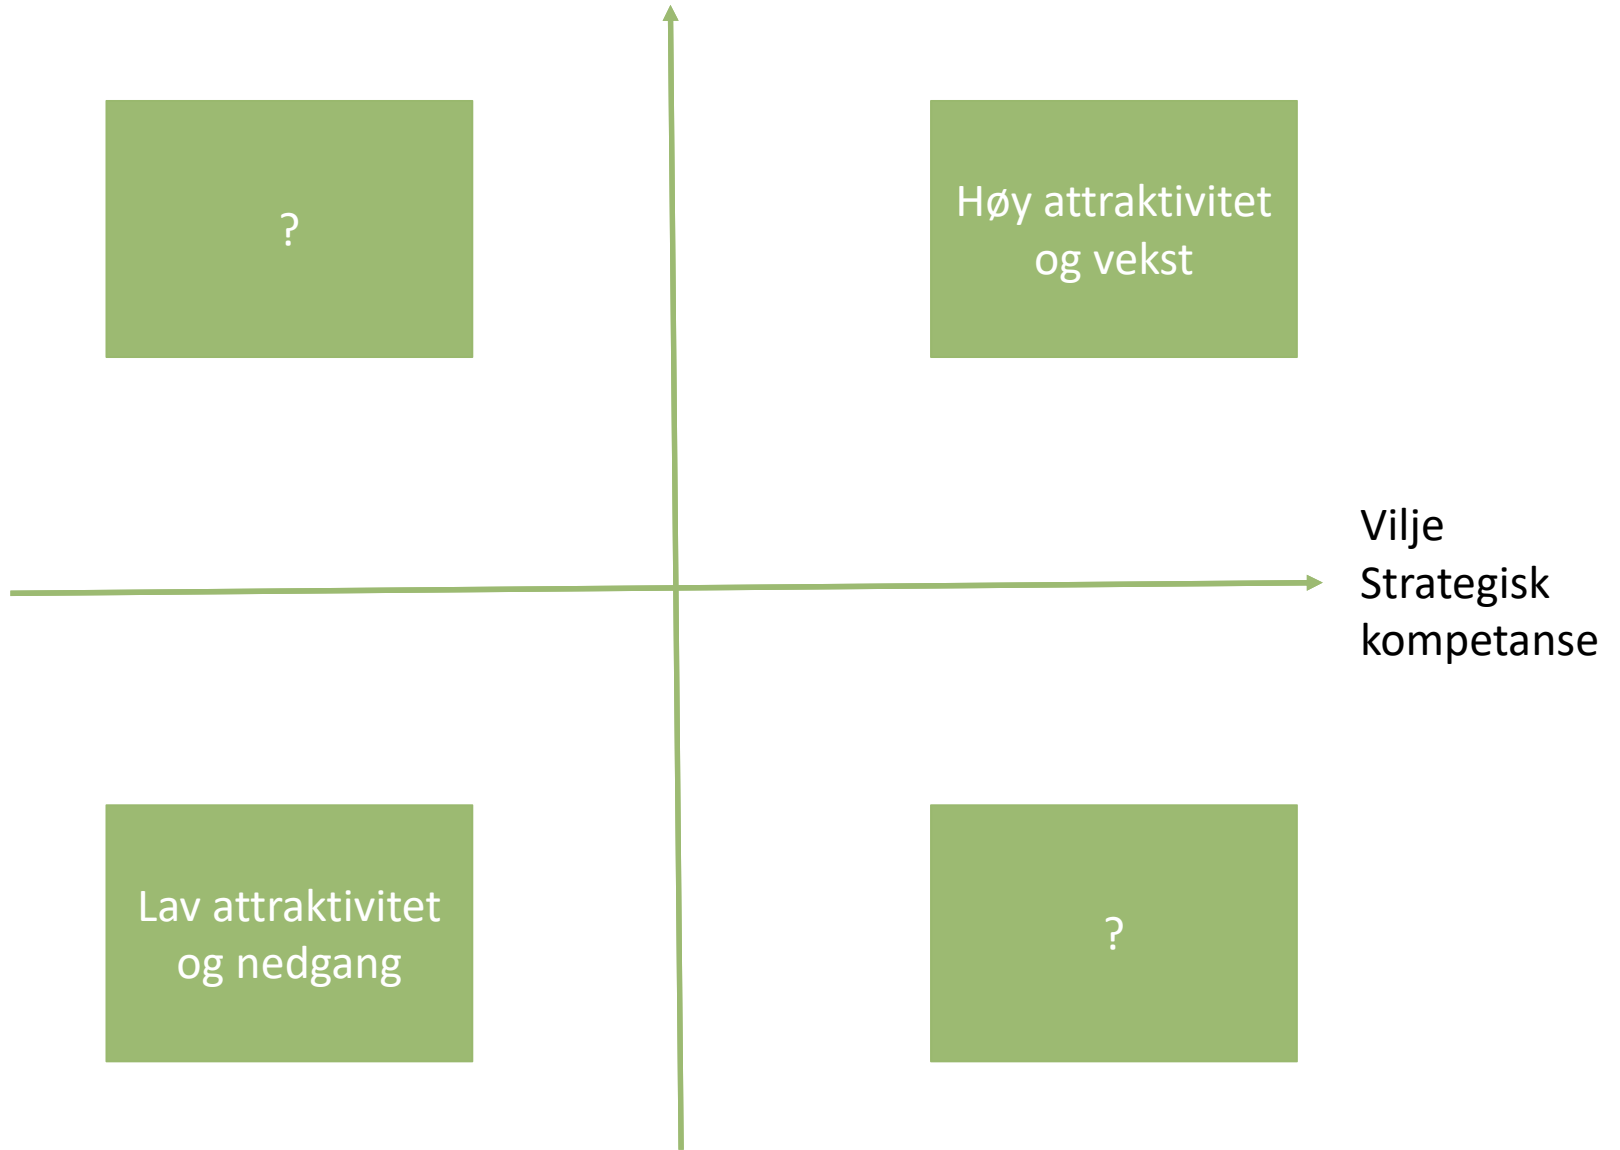 ?
Høy attraktivitet
og vekst
Vilje
Strategisk
kompetanse
Lav attraktivitet
og nedgang
?